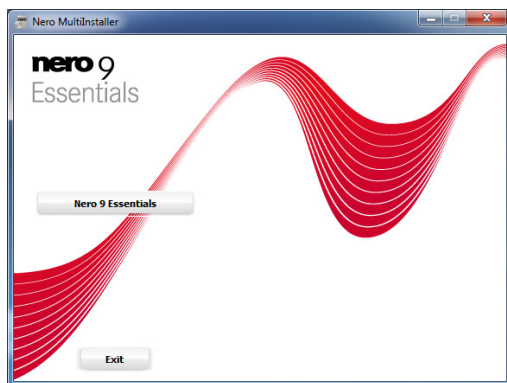 Nero MultiInstaller
nero 9
Essentials
Nero 9 Essentials
Exit